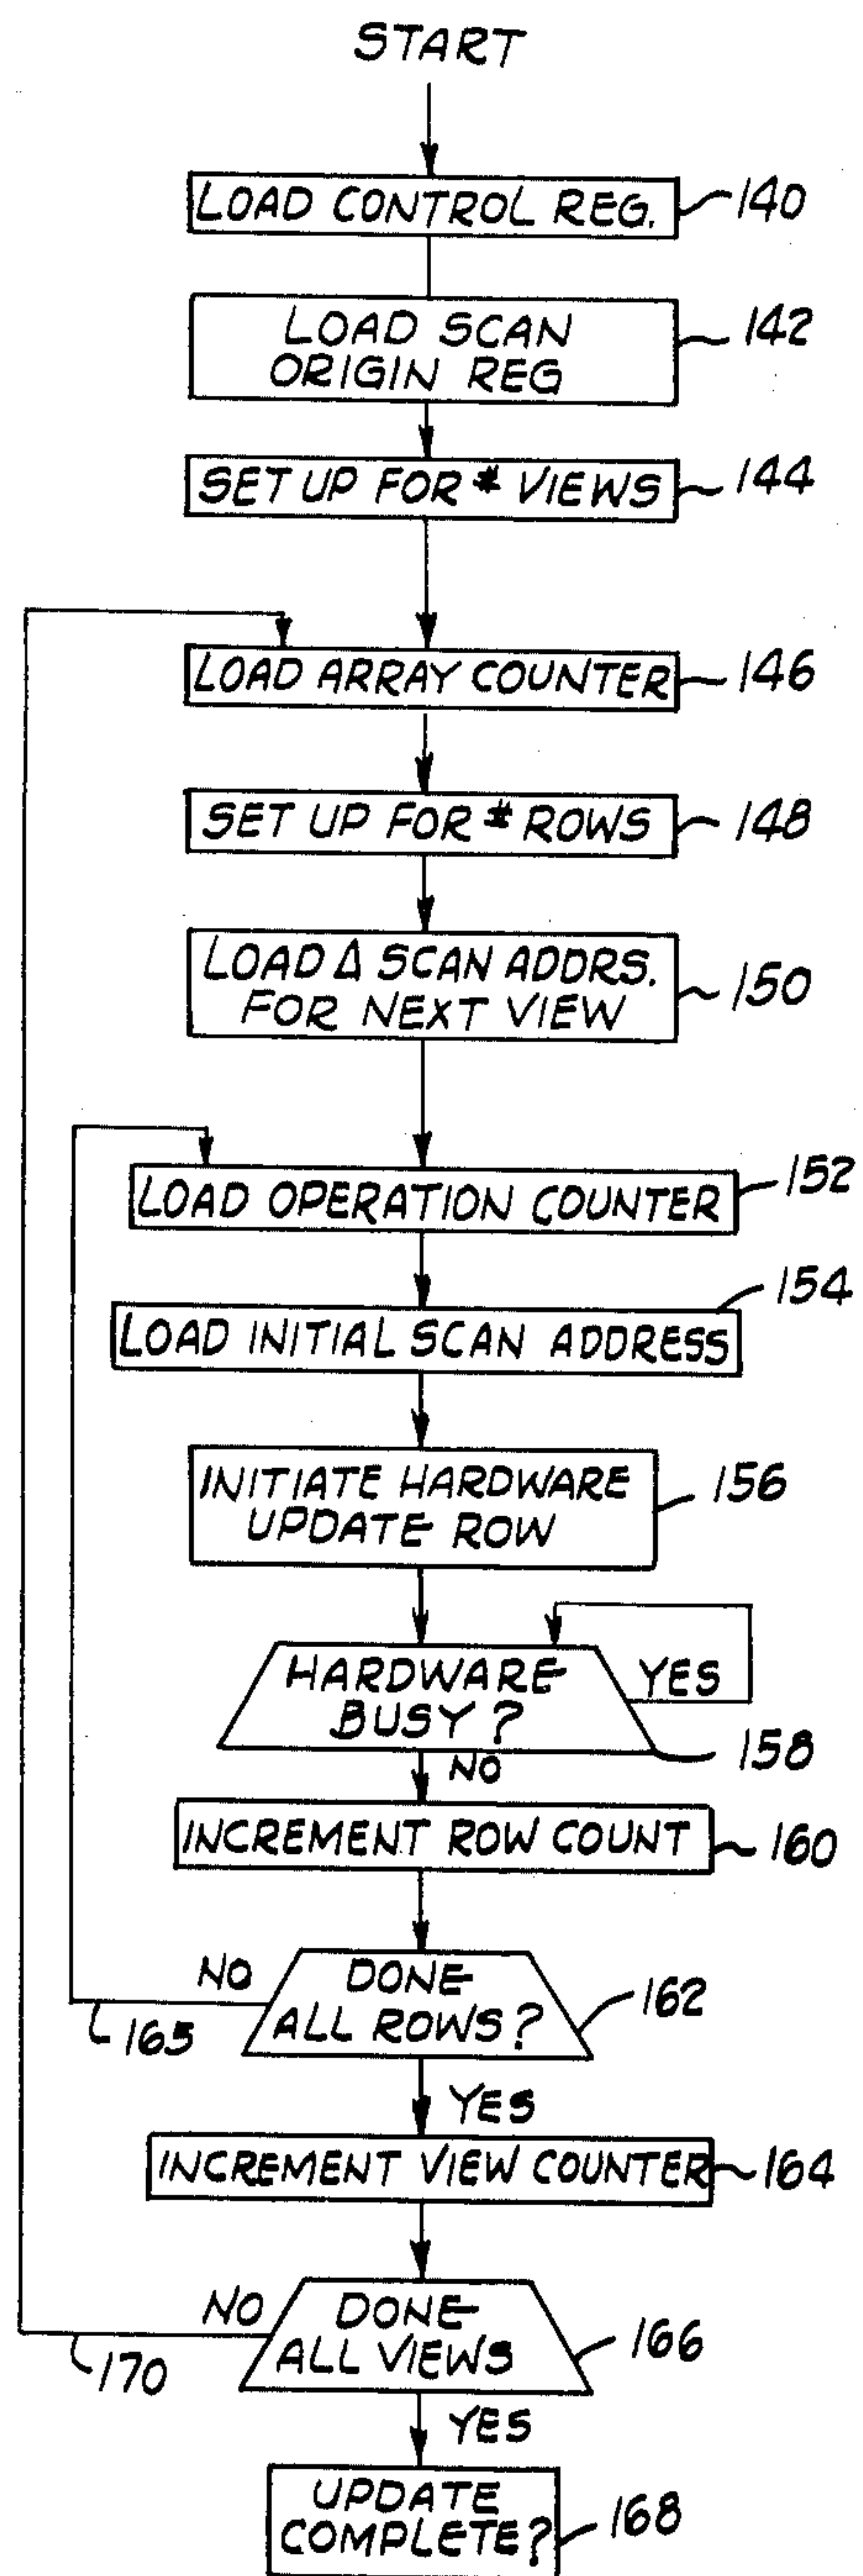 START
LOAD CONTROL REG.
140
LOAD SCAN
ORIGIN REG
142
SET UP FOR # VIEWS
144
LOAD ARRAY COUNTER
146
SET UP FOR # ROWS
148
LOAD Δ SCAN ADDRS.
FOR NEXT VIEW
150
LOAD OPERATION COUNTER
152
154
LOAD INITIAL SCAN ADDRESS
INITIATE HARDWARE
UPDATE ROW
156
HARDWARE
BUSY?
YES
158
NO
INCREMENT ROW COUNT
160
NO
DONE
ALL ROWS?
162
165
YES
INCREMENT VIEW COUNTER
164
NO
DONE
ALL VIEWS
166
170
YES
UPDATE
COMPLETE?
168